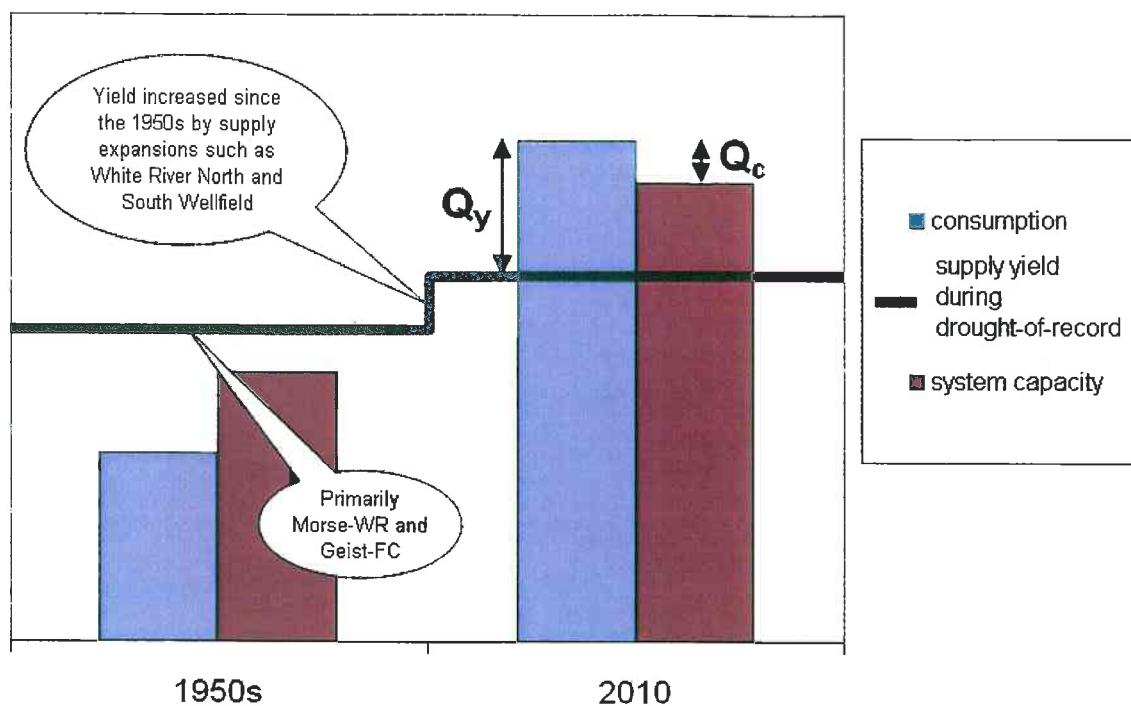 Yield increased since
the 1950s by supply
expansions such as
White River North and
South Wellfield
Qy
Qc
Primarily
Morse-WR and
Geist-FC
1950s
2010
consumption
supply yield
during
drought-of-record
system capacity